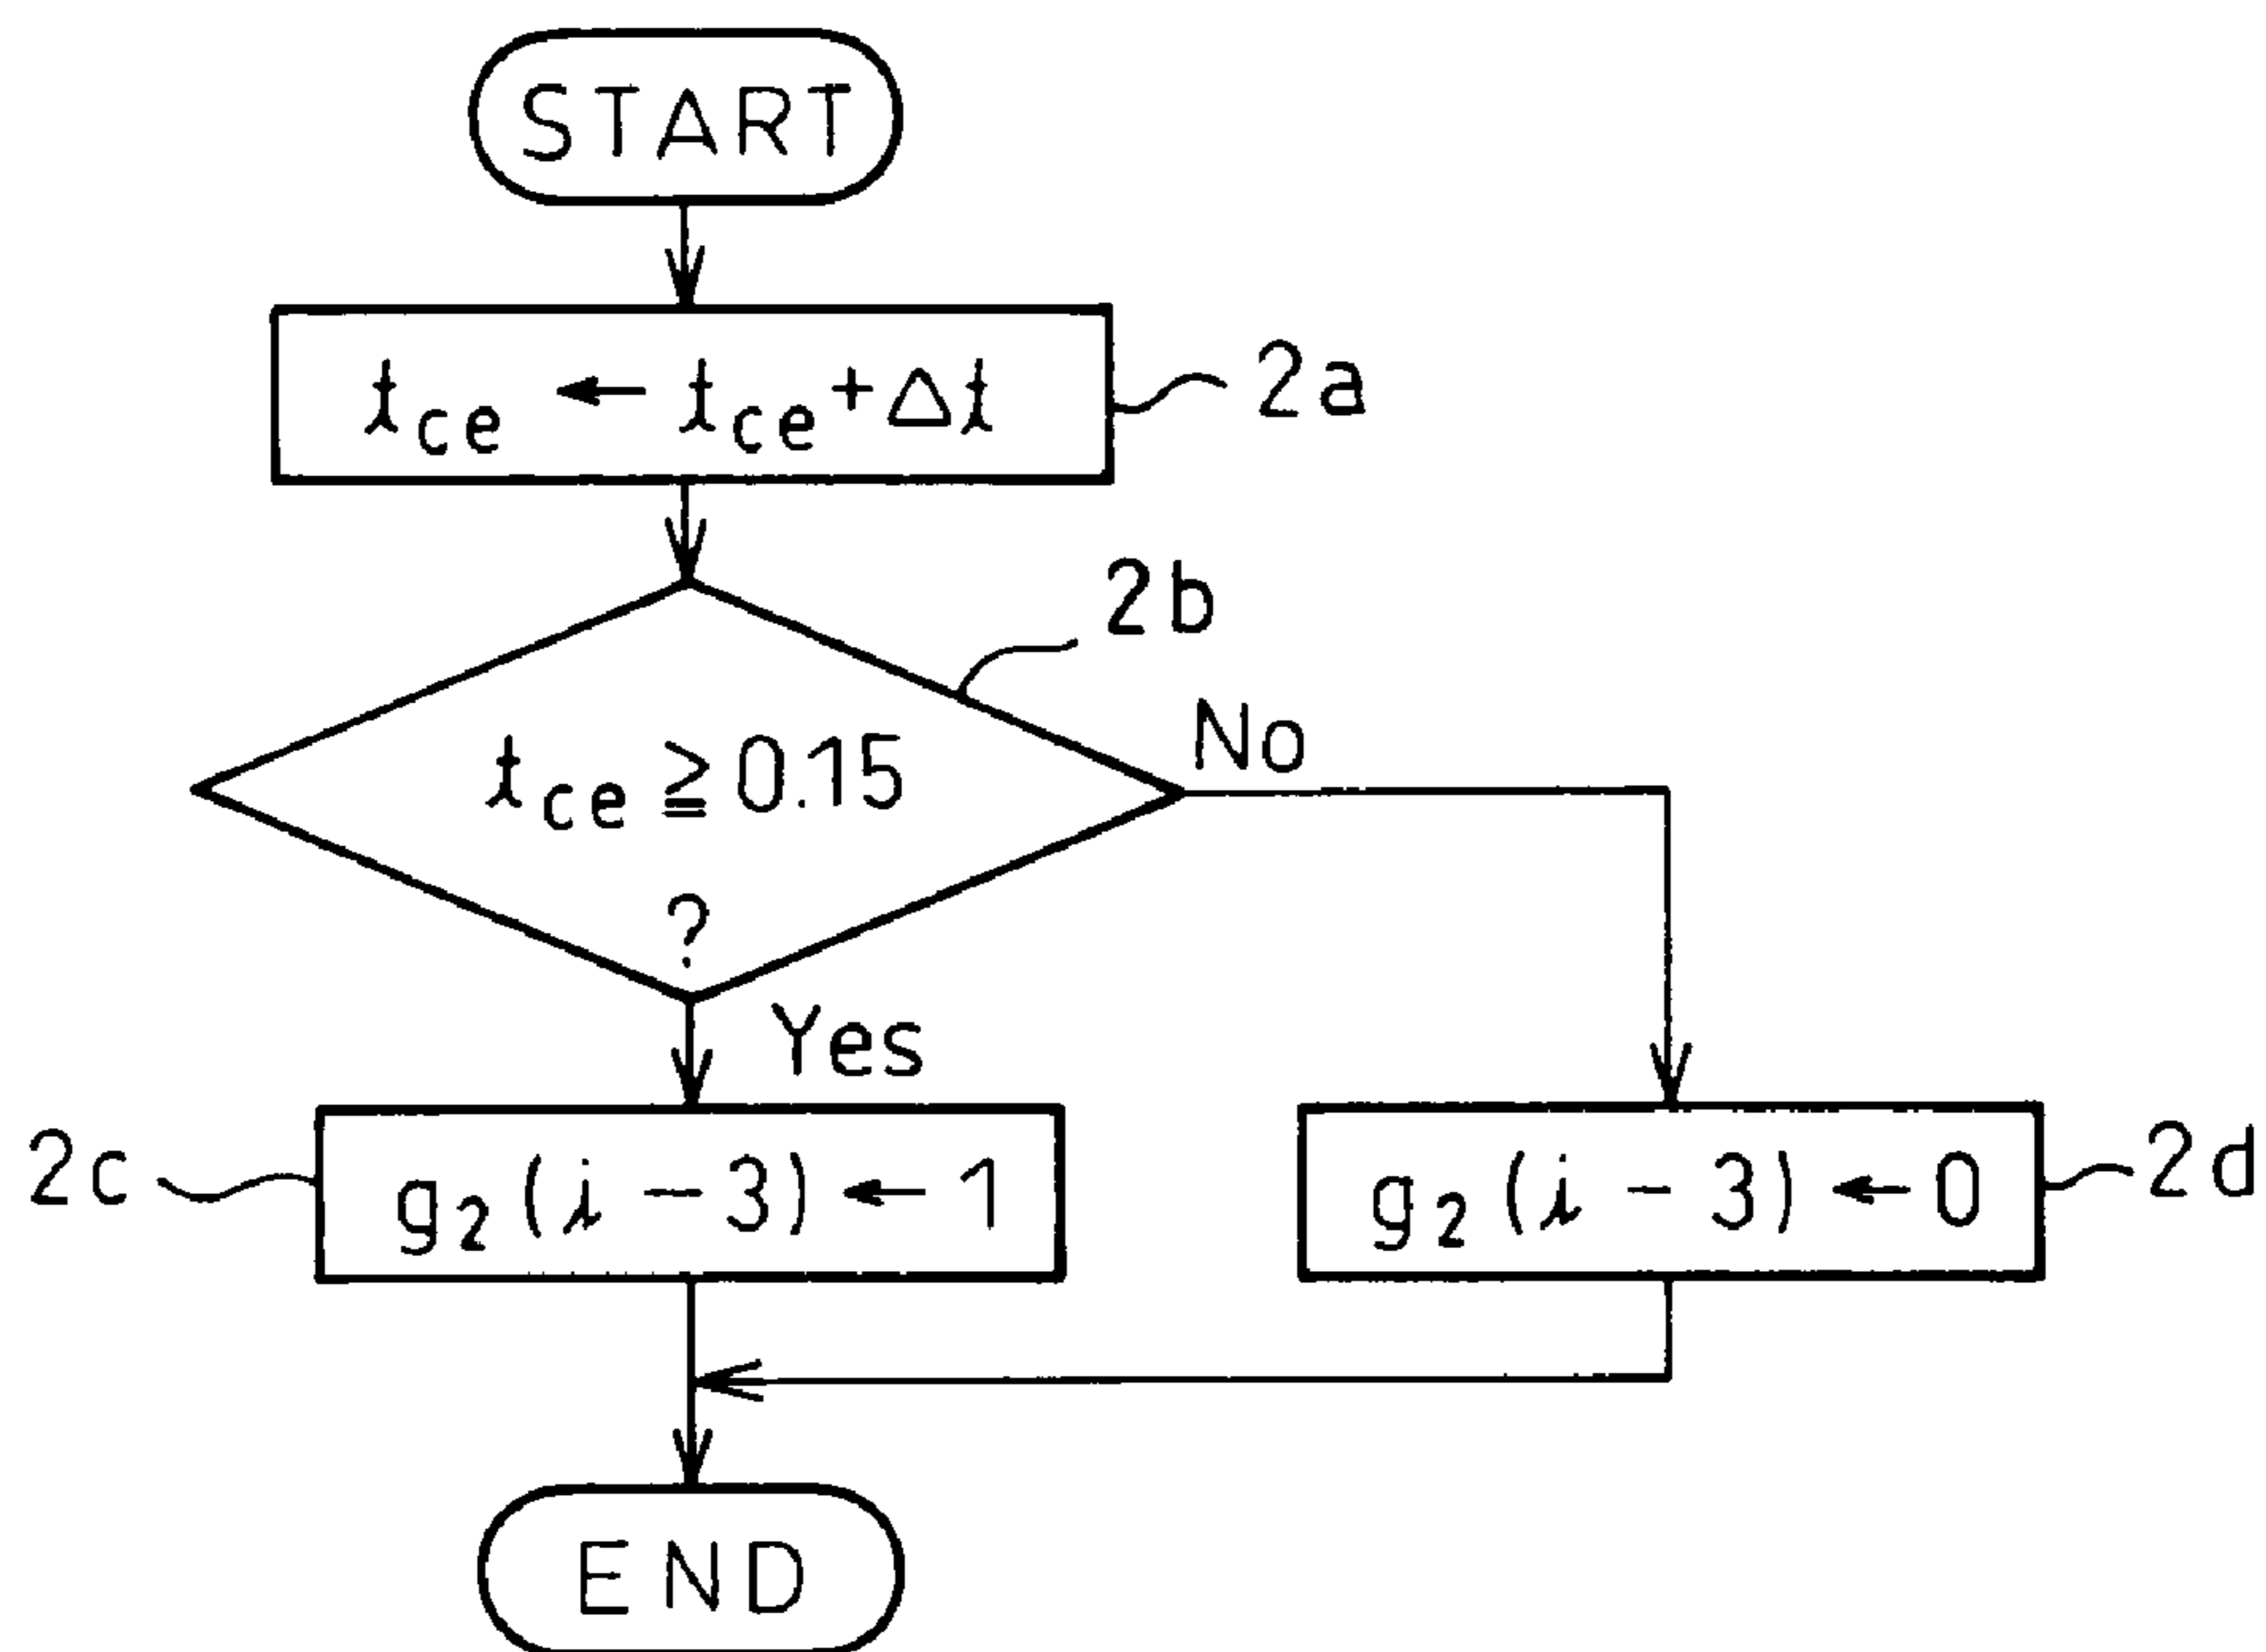 START
t_ce ← t_ce + Δt
2a
2b
t_ce ≧ 0.15
?
No
Yes
2c
g₂(i − 3) ← 1
g₂(i − 3) ← 0
2d
END